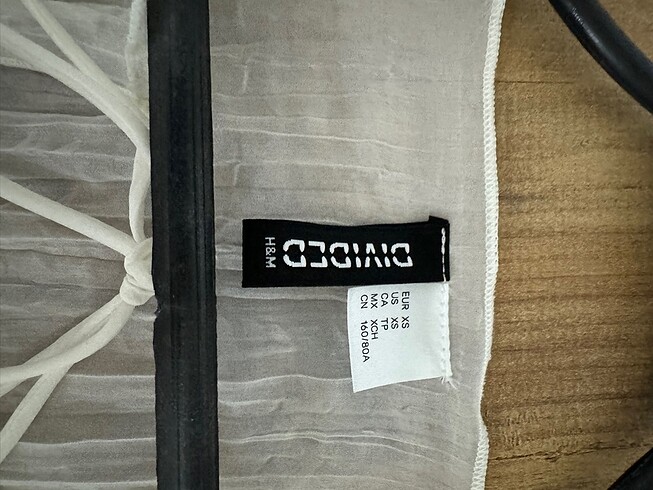 DIVIDED
H&M
EUR XS
US XS
CA TP
MX XCH
CN 160/80A